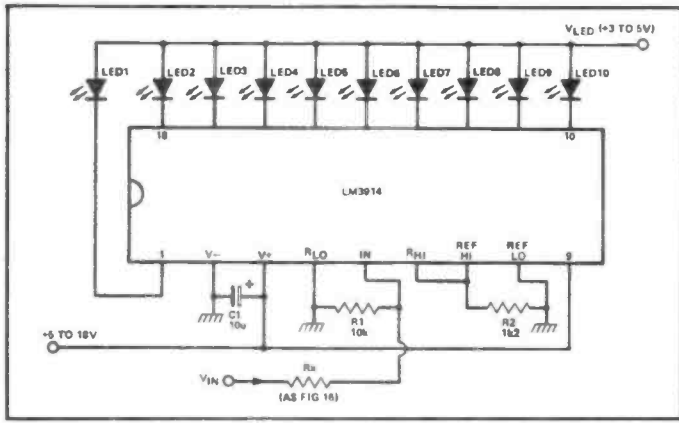 VLED (+3 TO 5V)
LED1 LED2 LED3 LED4 LED5 LED6 LED7 LED8 LED9 LED10
18 10
LM3914
1 V− V+ RLO IN RHI REF HI REF LO 9
C1 10u
+
R1 10k
R2 1k2
+5 TO 18V
VIN
Rx
(AS FIG 16)